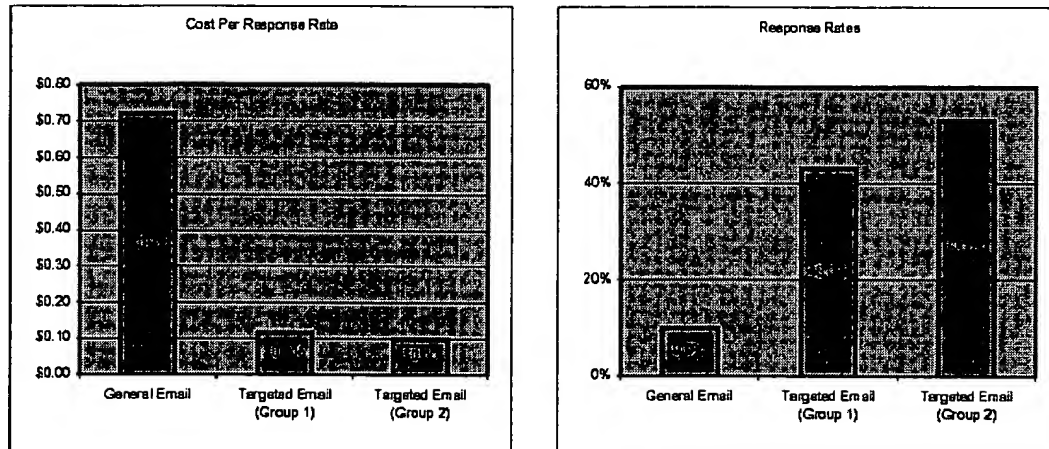 Cost Per Response Rate
$0.80
$0.70
$0.60
$0.50
$0.40
$0.30
$0.20
$0.10
$0.00
General Email
Targeted Email
(Group 1)
Targeted Email
(Group 2)
Response Rates
60%
40%
20%
0%
General Email
Targeted Email
(Group 1)
Targeted Email
(Group 2)